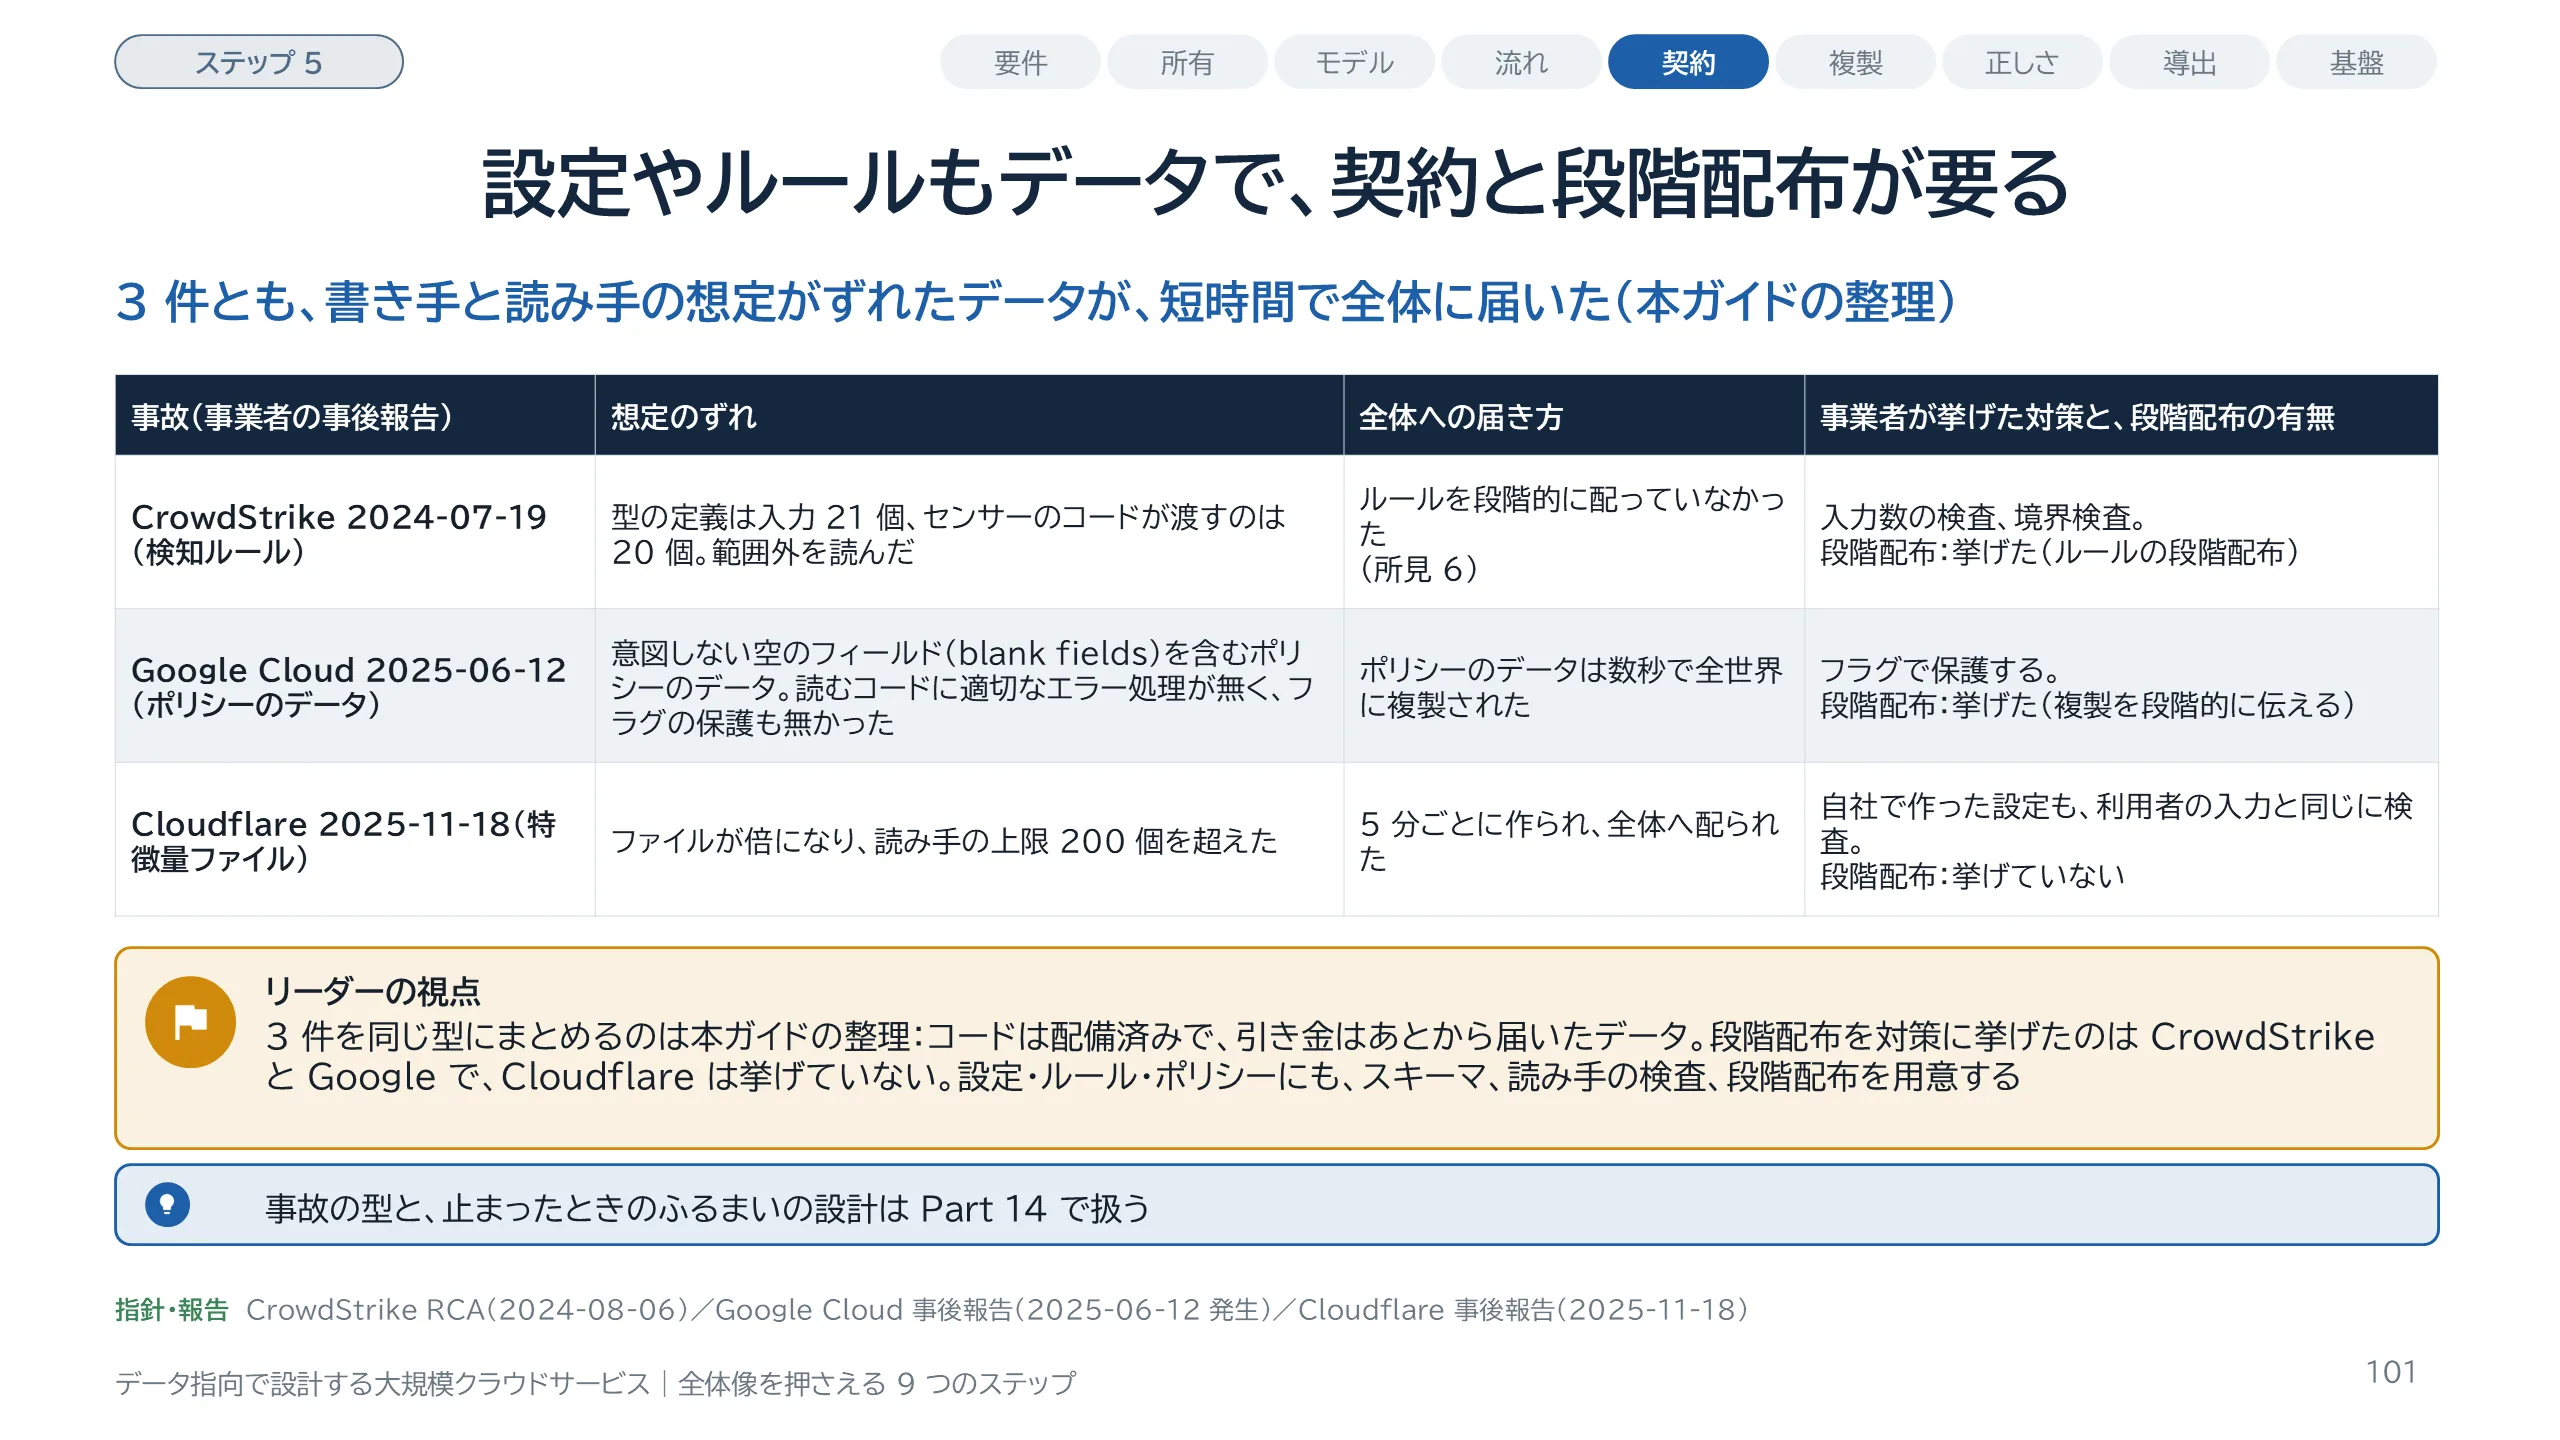 ステップ 5
要件
所有
モデル
流れ
契約
複製
正しさ
導出
基盤
設定やルールもデータで、契約と段階配布が要る
3 件とも、書き手と読み手の想定がずれたデータが、短時間で全体に届いた（本ガイドの整理）
事故（事業者の事後報告）
想定のずれ
全体への届き方
事業者が挙げた対策と、段階配布の有無
CrowdStrike 2024-07-19
（検知ルール）
型の定義は入力 21 個、センサーのコードが渡すのは
20 個。範囲外を読んだ
ルールを段階的に配っていなかっ
た
（所見 6）
入力数の検査、境界検査。
段階配布：挙げた（ルールの段階配布）
Google Cloud 2025-06-12
（ポリシーのデータ）
意図しない空のフィールド（blank fields）を含むポリ
シーのデータ。読むコードに適切なエラー処理が無く、フ
ラグの保護も無かった
ポリシーのデータは数秒で全世界
に複製された
フラグで保護する。
段階配布：挙げた（複製を段階的に伝える）
Cloudflare 2025-11-18（特
徴量ファイル）
ファイルが倍になり、読み手の上限 200 個を超えた
5 分ごとに作られ、全体へ配られ
た
自社で作った設定も、利用者の入力と同じに検
査。
段階配布：挙げていない
リーダーの視点
3 件を同じ型にまとめるのは本ガイドの整理：コードは配備済みで、引き金はあとから届いたデータ。段階配布を対策に挙げたのは CrowdStrike
と Google で、Cloudflare は挙げていない。設定・ルール・ポリシーにも、スキーマ、読み手の検査、段階配布を用意する
事故の型と、止まったときのふるまいの設計は Part 14 で扱う
指針・報告 CrowdStrike RCA（2024-08-06）／Google Cloud 事後報告（2025-06-12 発生）／Cloudflare 事後報告（2025-11-18）
データ指向で設計する大規模クラウドサービス｜全体像を押さえる 9 つのステップ
101